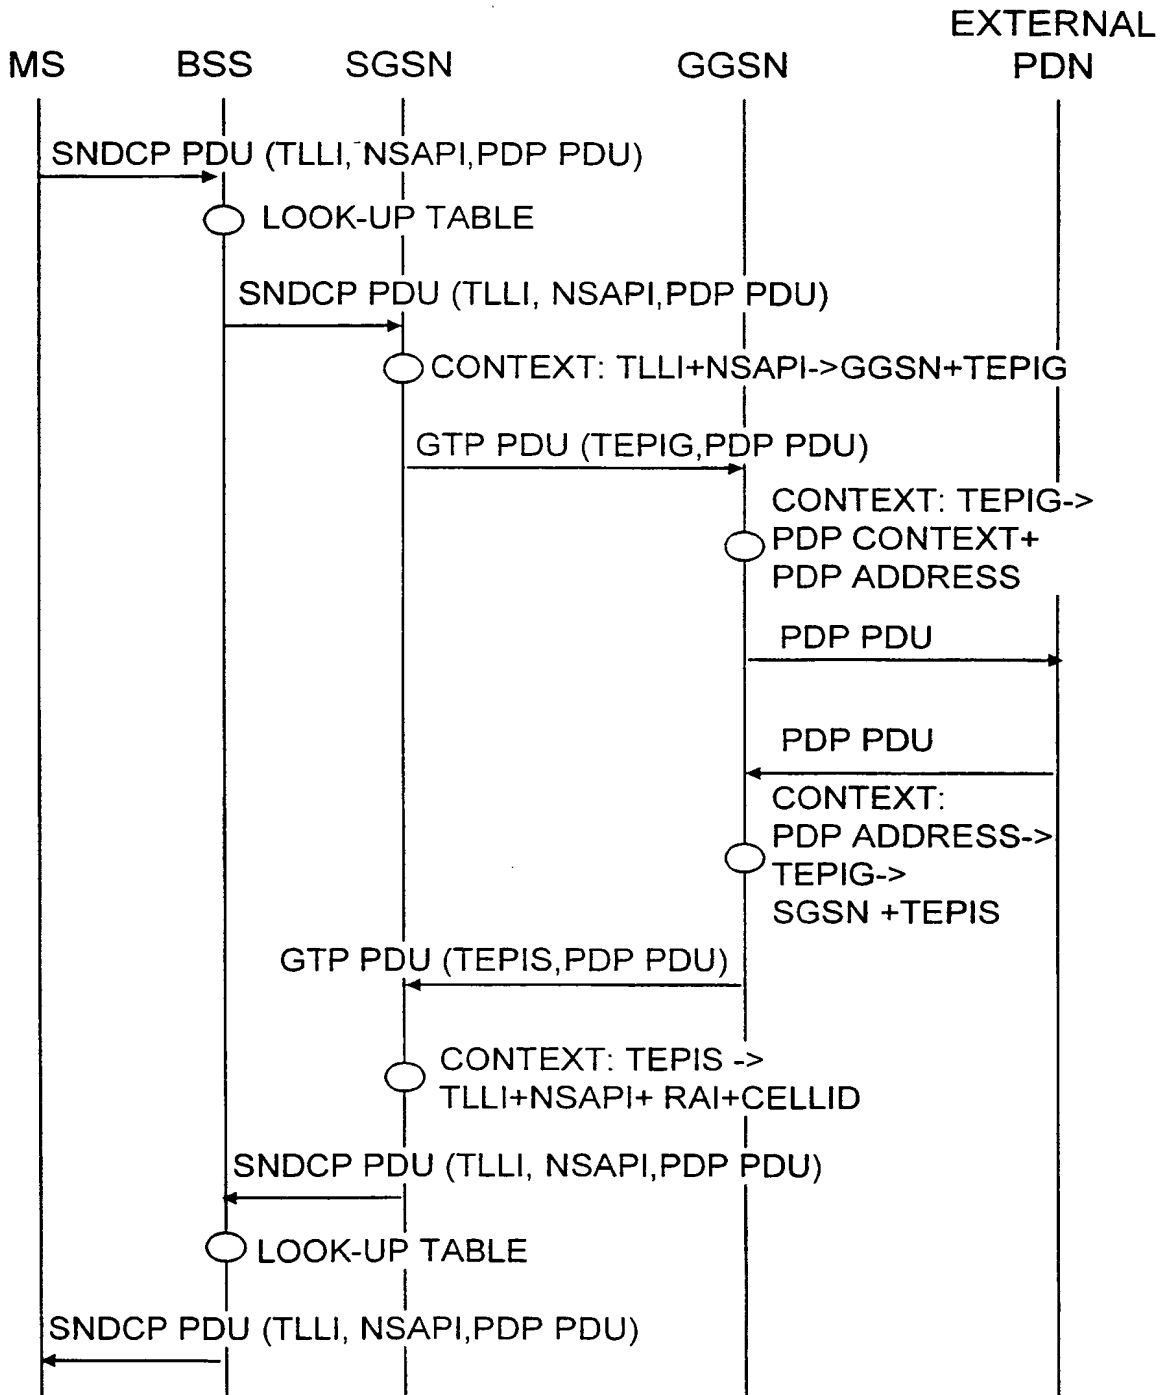 EXTERNAL
MS BSS SGSN GGSN PDN
SNDCP PDU (TLLI, NSAPI,PDP PDU)
LOOK-UP TABLE
SNDCP PDU (TLLI, NSAPI,PDP PDU)
CONTEXT: TLLI+NSAPI->GGSN+TEPIG
GTP PDU (TEPIG,PDP PDU)
CONTEXT: TEPIG->
PDP CONTEXT+
PDP ADDRESS
PDP PDU
PDP PDU
CONTEXT:
PDP ADDRESS->
TEPIG->
SGSN +TEPIS
GTP PDU (TEPIS,PDP PDU)
CONTEXT: TEPIS ->
TLLI+NSAPI+ RAI+CELLID
SNDCP PDU (TLLI, NSAPI,PDP PDU)
LOOK-UP TABLE
SNDCP PDU (TLLI, NSAPI,PDP PDU)